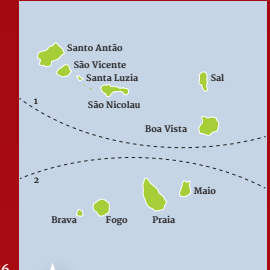 Santo Antão
São Vicente
Santa Luzia
São Nicolau
Sal
1
Boa Vista
2
Maio
Brava
Fogo
Praia
6